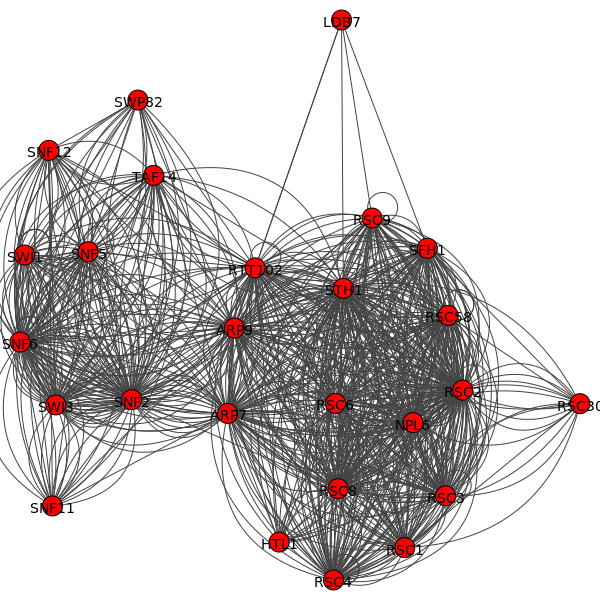 LDB7
SWP82
SNF12
TAF14
RSC9
SFH1
SWI1
SNF5
RTT102
STH1
RSC58
ARP9
SNF6
RSC2
SWI3
SNF2
ARP7
RSC6
NPL6
RSC30
RSC8
RSC3
SNF11
HTL1
RSC1
RSC4